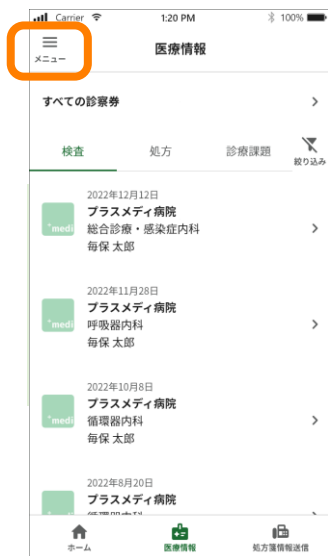 Carrier 1:20 PM 100%
メニュー
医療情報
すべての診察券
検査 処方 診療課題 絞り込み
2022年12月12日
プラスメディ病院
+medi 総合診療・感染症内科
毎保 太郎
2022年11月28日
プラスメディ病院
+medi 呼吸器内科
毎保 太郎
2022年10月8日
プラスメディ病院
+medi 循環器内科
毎保 太郎
2022年8月20日
プラスメディ病院
ホーム 医療情報 処方箋情報送信